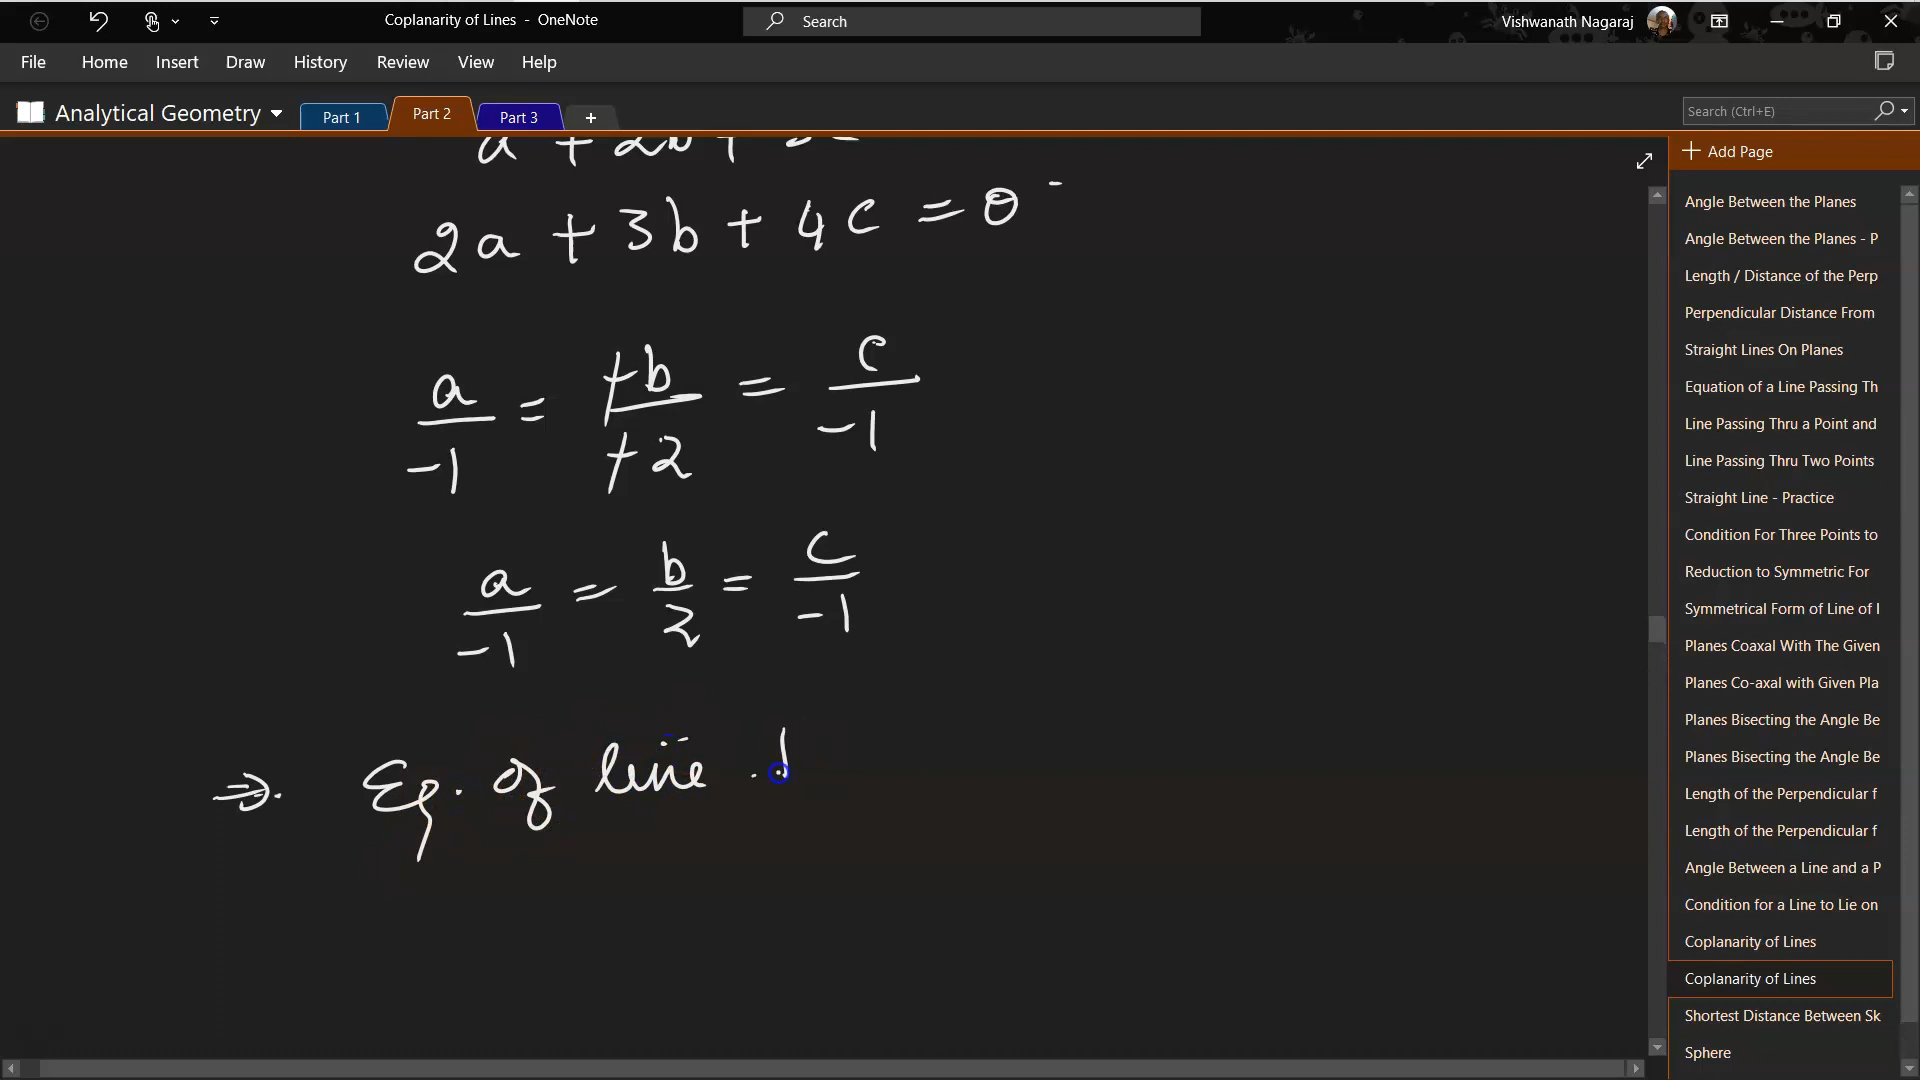 Coplanarity of Lines - OneNote
Search
Vishwanath Nagaraj
File Home Insert Draw History Review View Help
Analytical Geometry
Part 1
Part 2
Part 3
+
Search (Ctrl+E)
a + 2b +
2a + 3b + 4c = 0
a/-1 = +b/+2 = c/-1
a/-1 = b/2 = c/-1
⇒ Eq. of line
Add Page
Angle Between the Planes
Angle Between the Planes - P
Length / Distance of the Perp
Perpendicular Distance From
Straight Lines On Planes
Equation of a Line Passing Th
Line Passing Thru a Point and
Line Passing Thru Two Points
Straight Line - Practice
Condition For Three Points to
Reduction to Symmetric For
Symmetrical Form of Line of I
Planes Coaxal With The Given
Planes Co-axal with Given Pla
Planes Bisecting the Angle Be
Planes Bisecting the Angle Be
Length of the Perpendicular f
Length of the Perpendicular f
Angle Between a Line and a P
Condition for a Line to Lie on
Coplanarity of Lines
Coplanarity of Lines
Shortest Distance Between Sk
Sphere